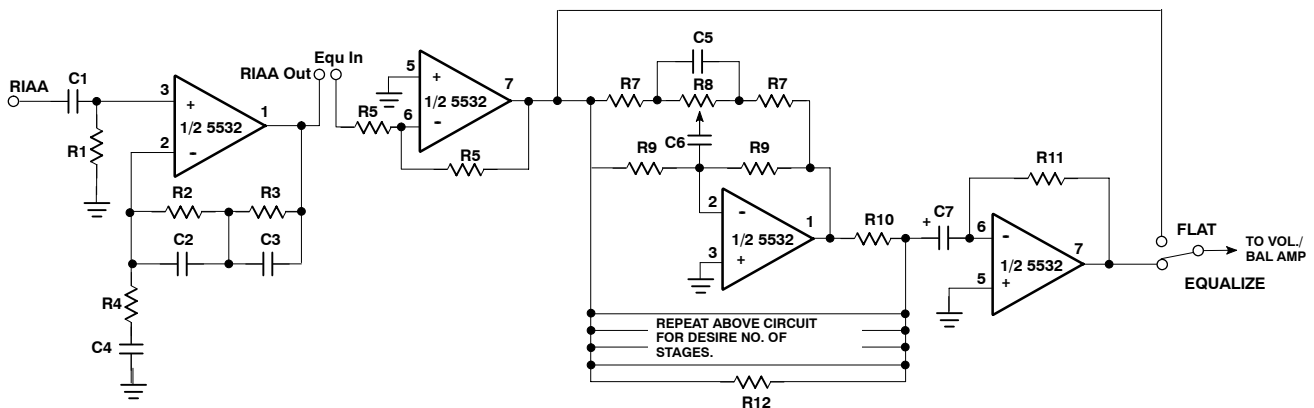 RIAA
C1
R1
3
+
2
-
1
1/2 5532
R2
R3
C2
C3
R4
C4
RIAA Out
Equ In
R5
5
+
6
-
7
1/2 5532
R5
C5
R7
R8
R7
C6
R9
R9
2
-
3
+
1
1/2 5532
R10
+
C7
R11
6
-
5
+
7
1/2 5532
FLAT
EQUALIZE
TO VOL./
BAL AMP
REPEAT ABOVE CIRCUIT
FOR DESIRE NO. OF
STAGES.
R12